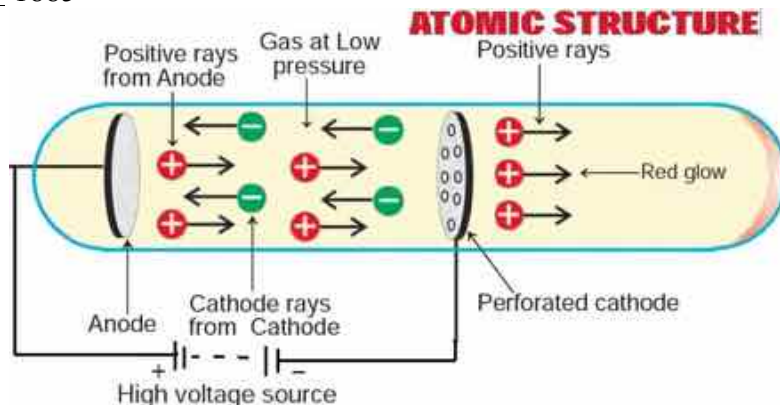 1885
ATOMIC STRUCTURE
Positive rays
from Anode
Gas at Low
pressure
Positive rays
Red glow
Anode
Cathode rays
from Cathode
Perforated cathode
+
−
High voltage source